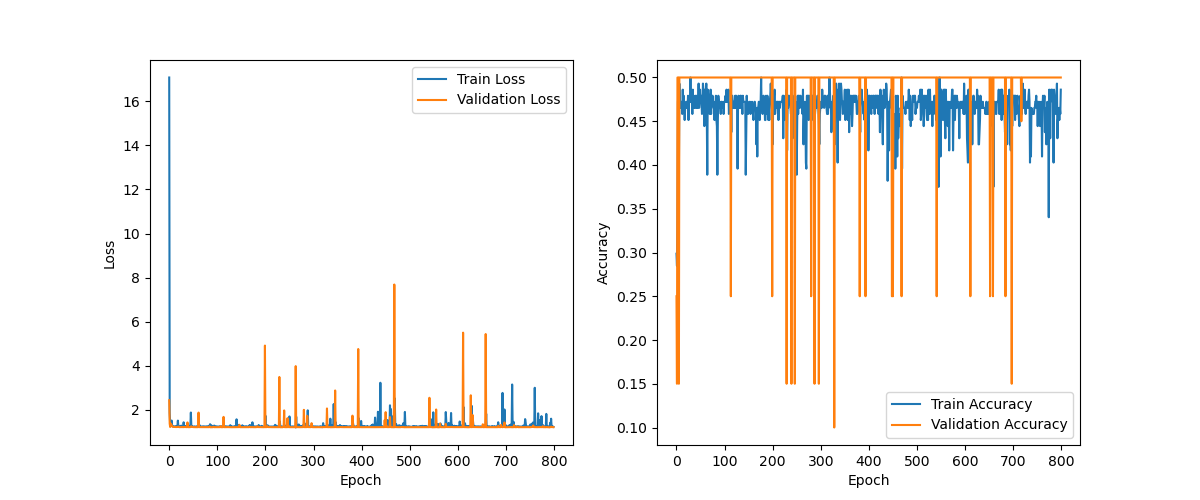 Train Loss
Validation Loss
16
14
12
10
8
6
4
2
Loss
0 100 200 300 400 500 600 700 800
Epoch
0.50
0.45
0.40
0.35
0.30
0.25
0.20
0.15
0.10
Accuracy
Train Accuracy
Validation Accuracy
0 100 200 300 400 500 600 700 800
Epoch